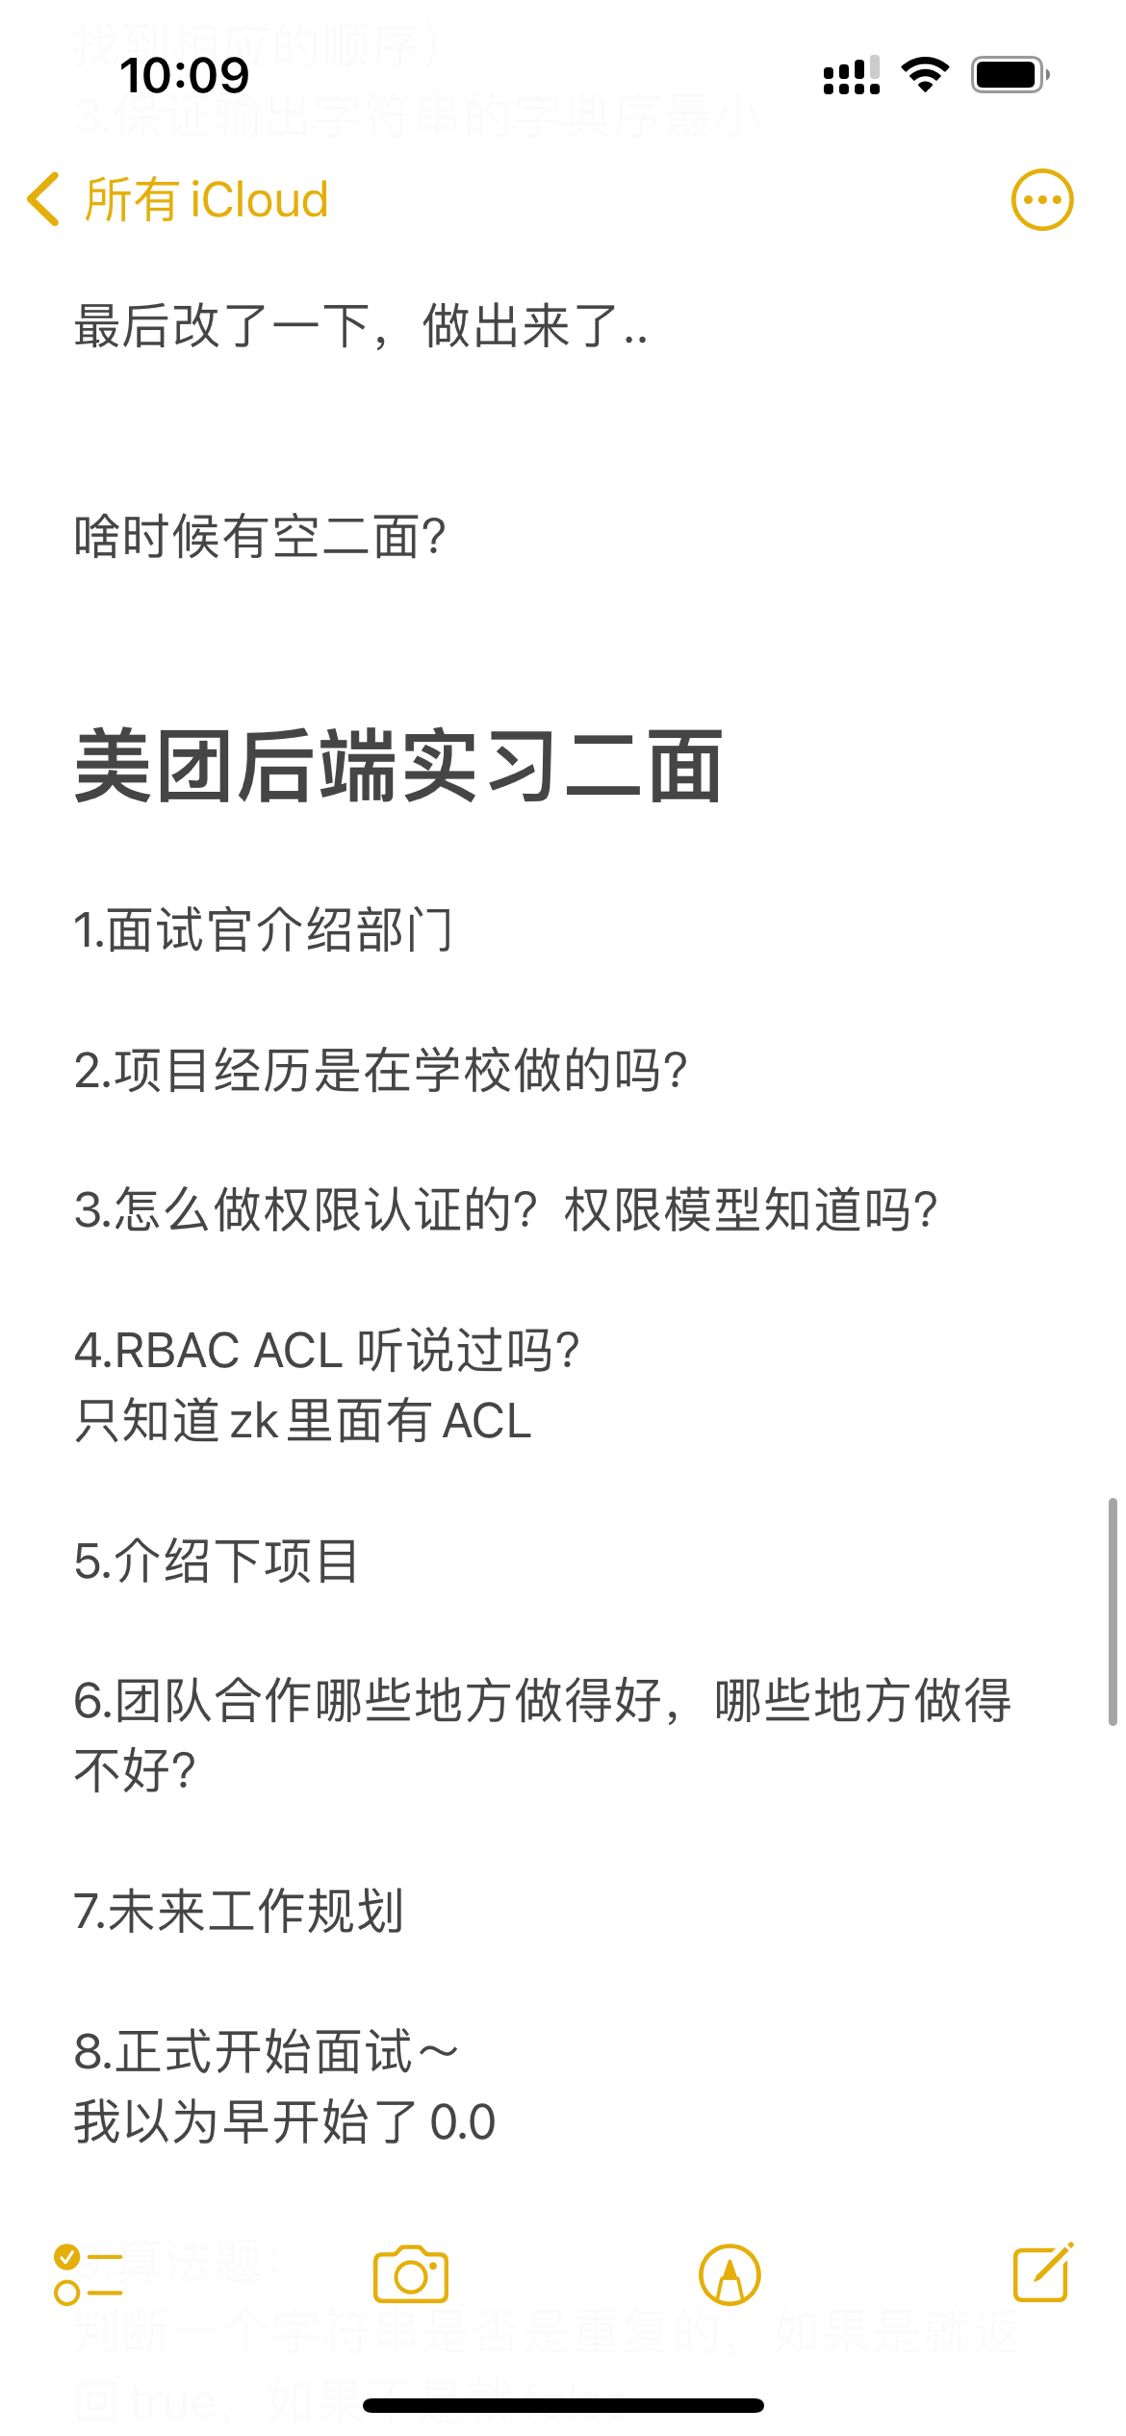 找到相应的顺序）
10:09
3.保证输出字符串的字典序最小
所有 iCloud
最后改了一下，做出来了..
啥时候有空二面?
美团后端实习二面
1.面试官介绍部门
2.项目经历是在学校做的吗?
3.怎么做权限认证的? 权限模型知道吗?
4.RBAC ACL 听说过吗?
只知道 zk 里面有 ACL
5.介绍下项目
6.团队合作哪些地方做得好，哪些地方做得
不好?
7.未来工作规划
8.正式开始面试～
我以为早开始了 0.0
算法题：
判断一个字符串是否是重复的，如果是就返
回 true，如果